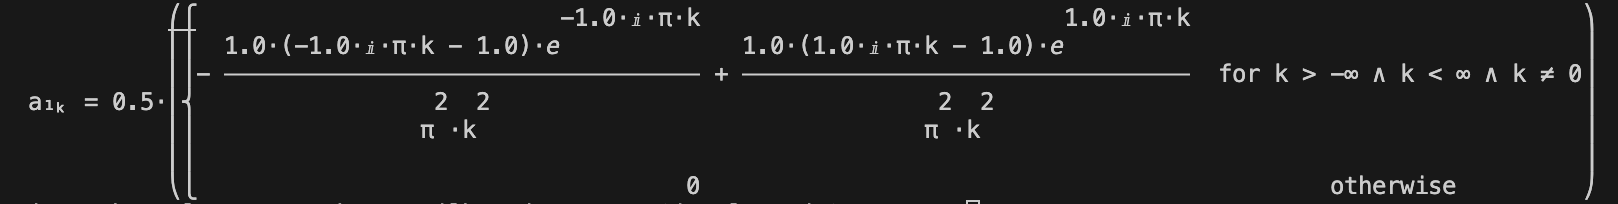 -1.0·ⅈ·π·k 1.0·ⅈ·π·k
1.0·(-1.0·ⅈ·π·k - 1.0)·ℯ 1.0·(1.0·ⅈ·π·k - 1.0)·ℯ
- + for k > -∞ ∧ k < ∞ ∧ k ≠ 0
a₁ₖ = 0.5· 2 2 2 2
π ·k π ·k
0 otherwise